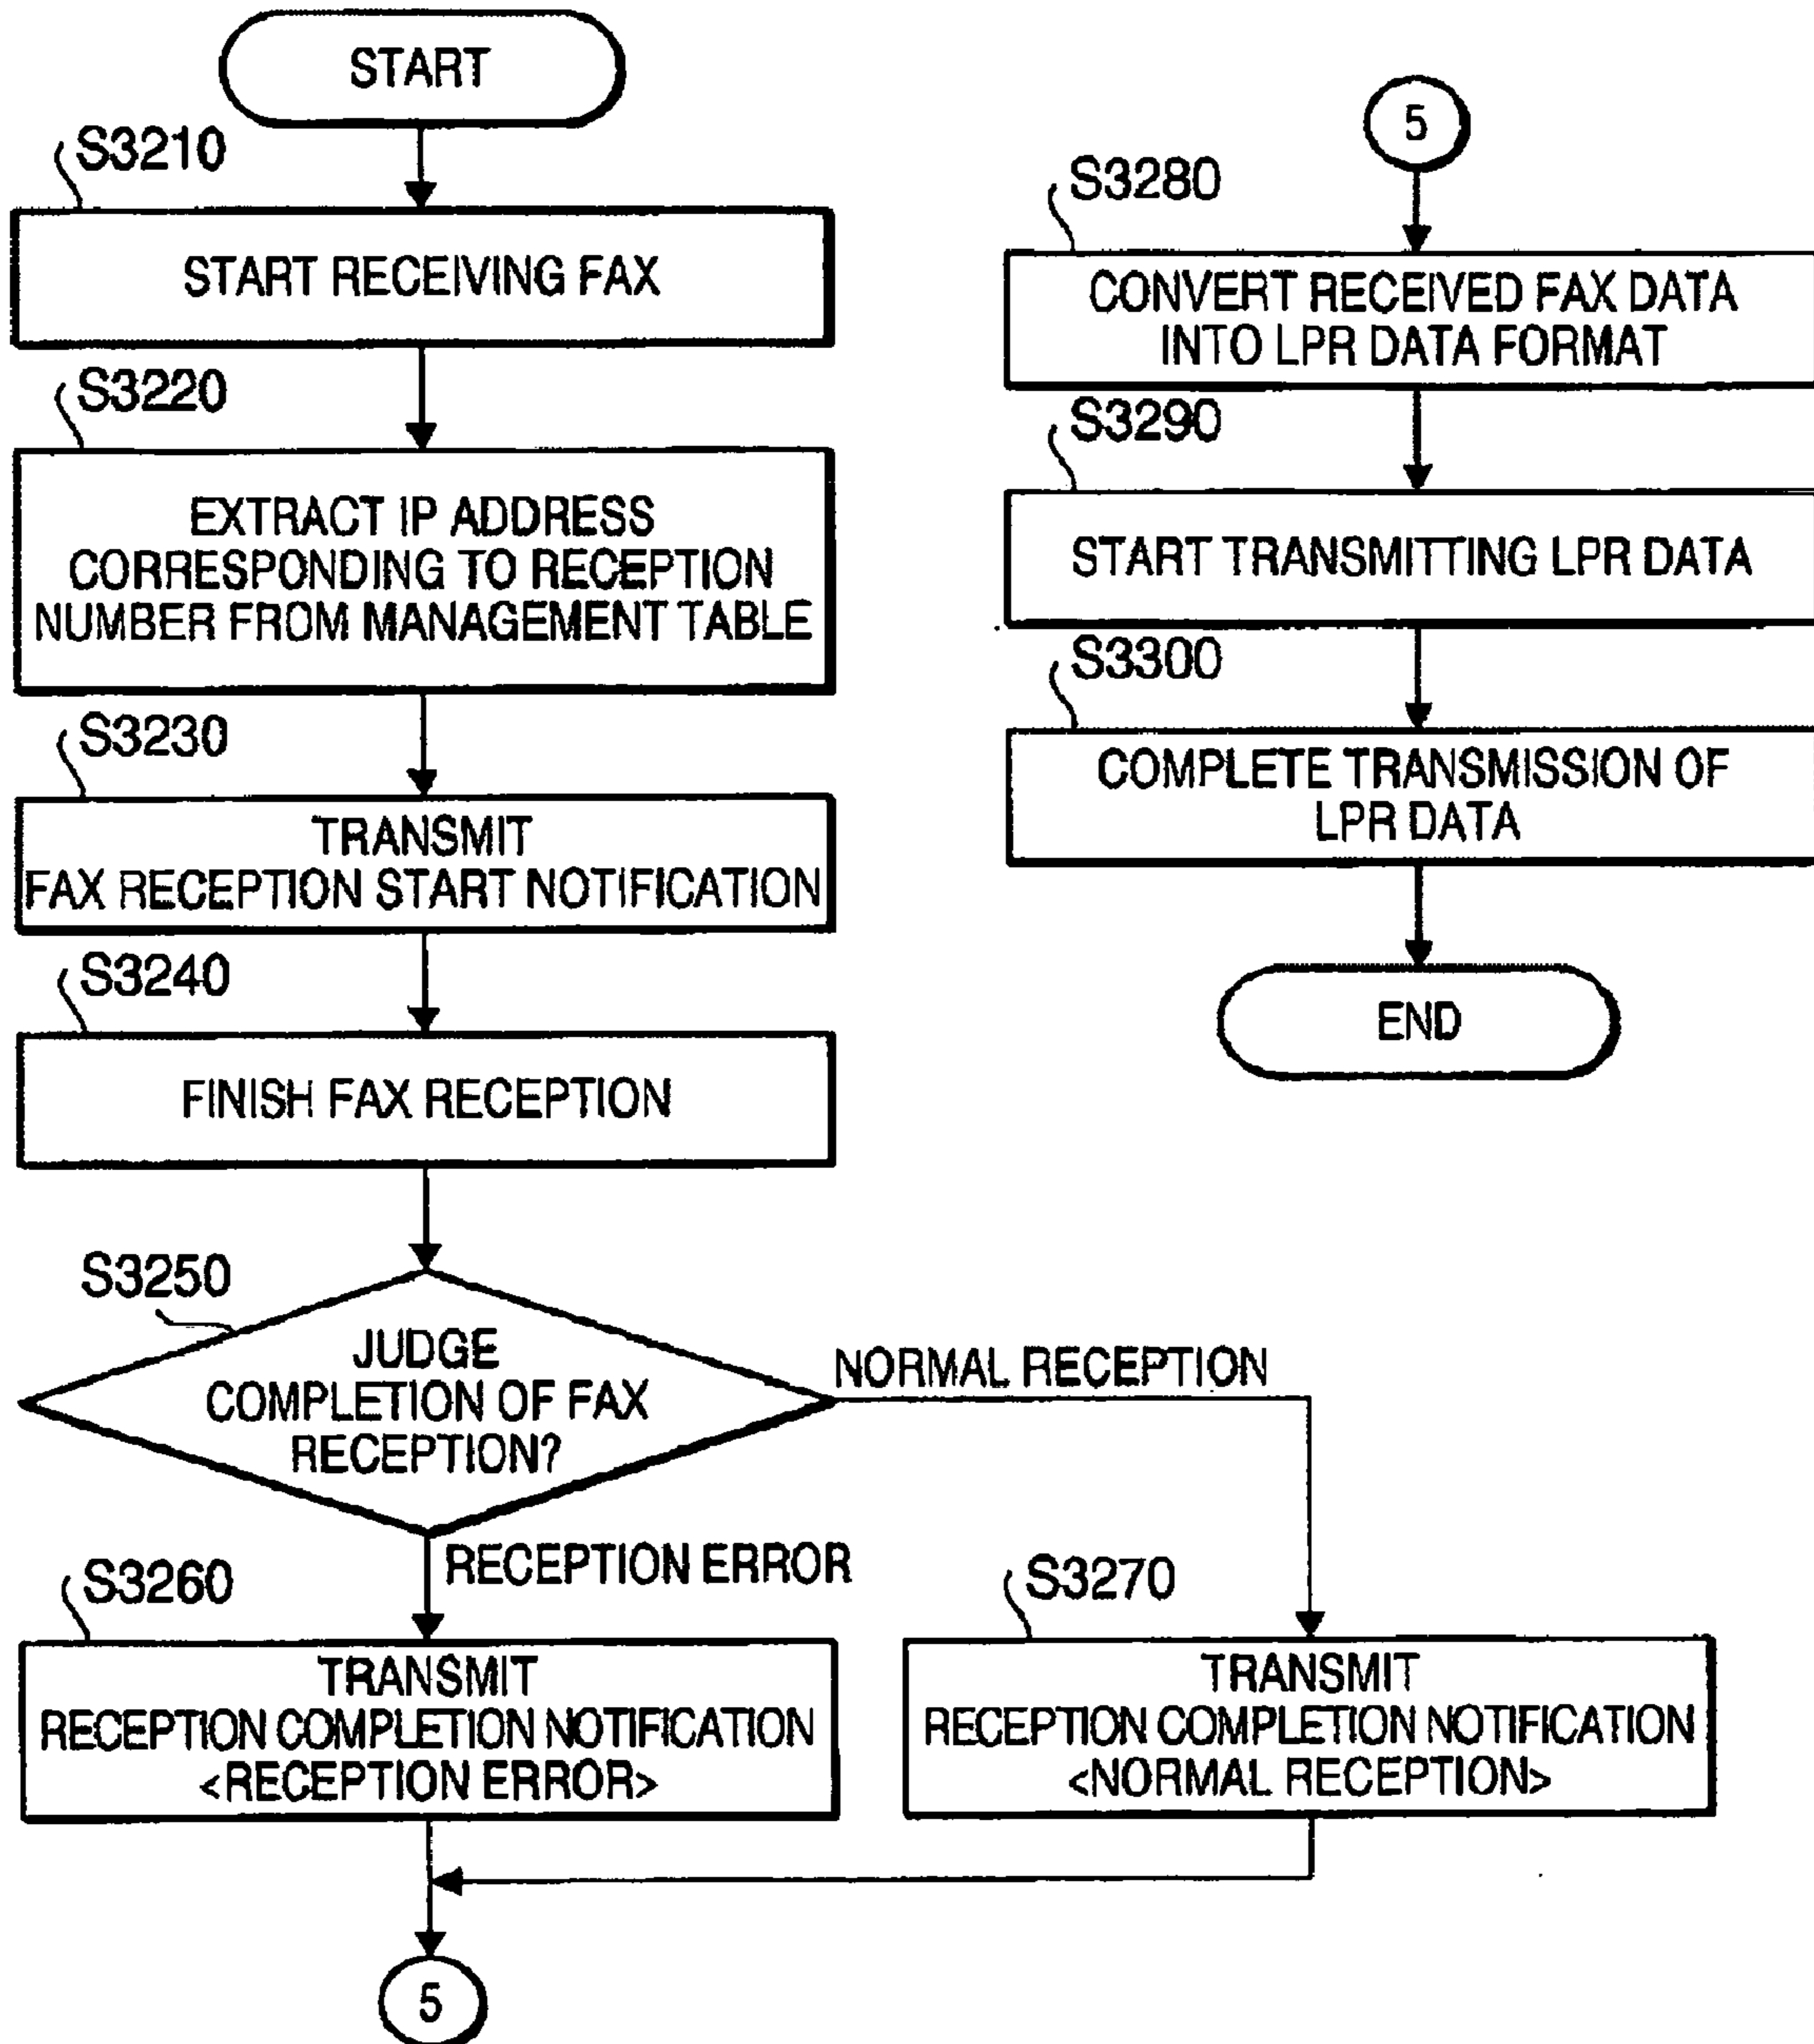 START
S3210
START RECEIVING FAX
S3220
EXTRACT IP ADDRESS
CORRESPONDING TO RECEPTION
NUMBER FROM MANAGEMENT TABLE
S3230
TRANSMIT
FAX RECEPTION START NOTIFICATION
S3240
FINISH FAX RECEPTION
S3250
JUDGE
COMPLETION OF FAX
RECEPTION?
NORMAL RECEPTION
RECEPTION ERROR
S3260
TRANSMIT
RECEPTION COMPLETION NOTIFICATION
<RECEPTION ERROR>
S3270
TRANSMIT
RECEPTION COMPLETION NOTIFICATION
<NORMAL RECEPTION>
5
5
S3280
CONVERT RECEIVED FAX DATA
INTO LPR DATA FORMAT
S3290
START TRANSMITTING LPR DATA
S3300
COMPLETE TRANSMISSION OF
LPR DATA
END